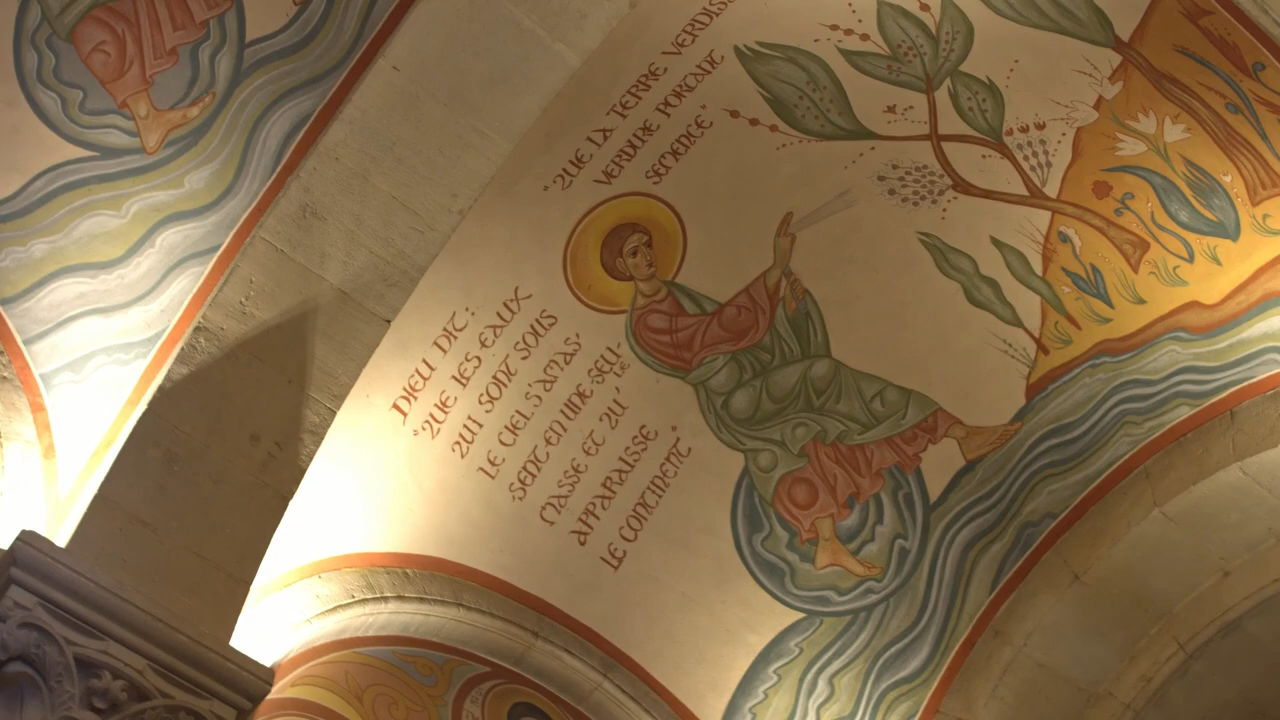 DIEU DIT :
"QUE LES EAUX
QUI SONT SOUS
LE CIEL S'AMAS-
SENT EN UNE SEU-
LE
MASSE ET QU'
APPARAISSE
LE CONTINENT"
"QUE LA TERRE VERDISSE
VERDURE PORTANT
SEMENCE"